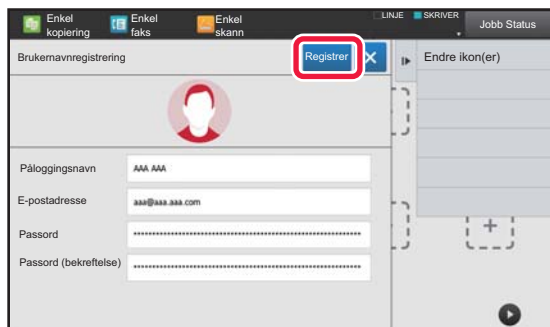 Enkel kopiering
Enkel faks
Enkel skann
LINJE
SKRIVER
Jobb Status
Brukernavnregistrering
Registrer
Endre ikon(er)
Påloggingsnavn
AAA AAA
E-postadresse
aaa@aaa.aaa.com
Passord
Passord (bekreftelse)